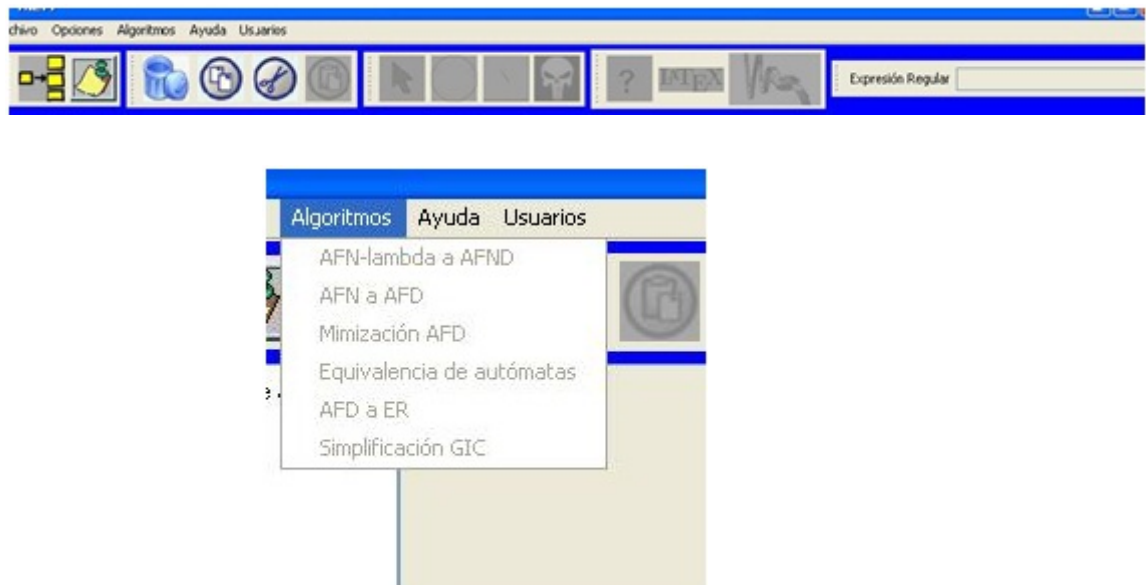 chivo Opciones Algoritmos Ayuda Usuarios
? LATEX
Expresión Regular
Algoritmos Ayuda Usuarios
AFN-lambda a AFND
AFN a AFD
Mimización AFD
Equivalencia de autómatas
AFD a ER
Simplificación GIC